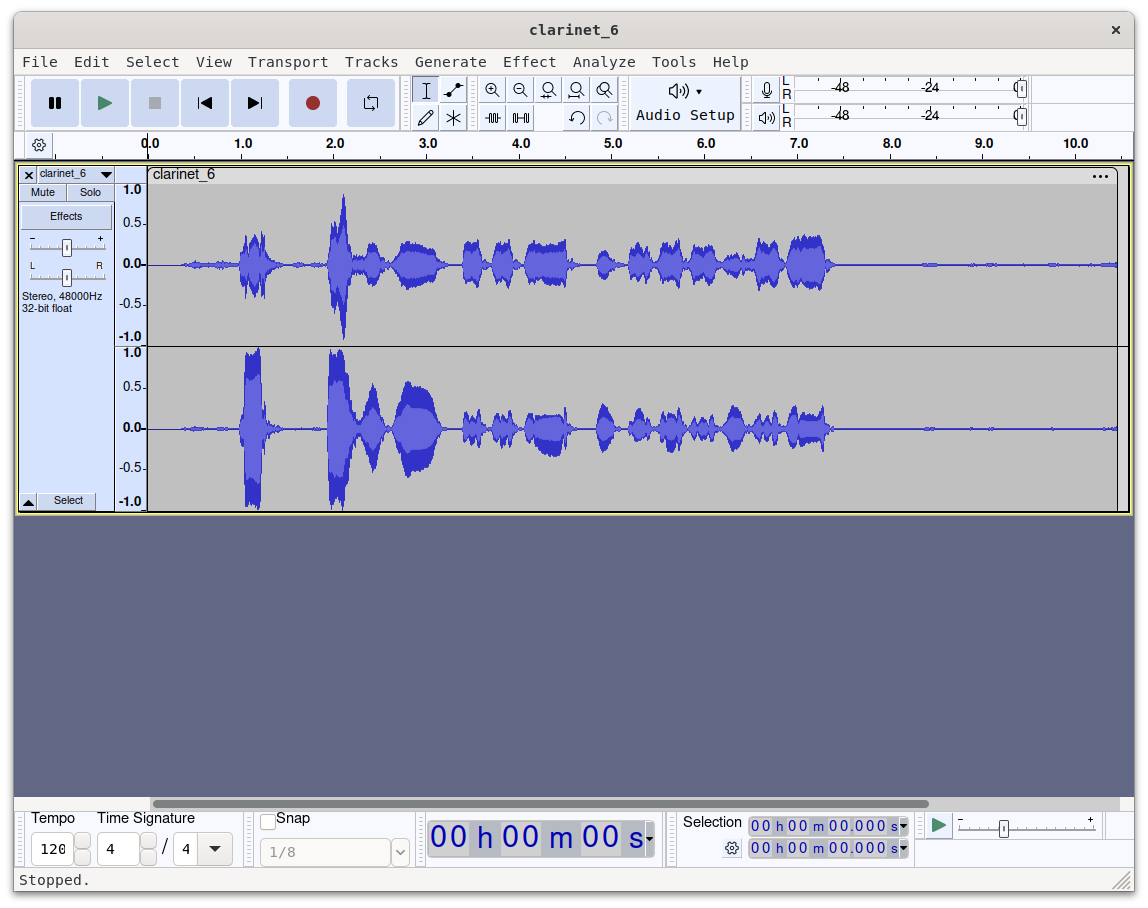 clarinet_6
File Edit Select View Transport Tracks Generate Effect Analyze Tools Help
L
R
-48 -24
Audio Setup
L
R
-48 -24
0.0 1.0 2.0 3.0 4.0 5.0 6.0 7.0 8.0 9.0 10.0
clarinet_6
clarinet_6
Mute Solo
Effects
- +
L R
Stereo, 48000Hz
32-bit float
Select
1.0
0.5
0.0
-0.5
-1.0
1.0
0.5
0.0
-0.5
-1.0
Tempo
120
Time Signature
4 / 4
Snap
1/8
00 h 00 m 00 s
Selection
00 h 00 m 00.000 s
00 h 00 m 00.000 s
- +
Stopped.